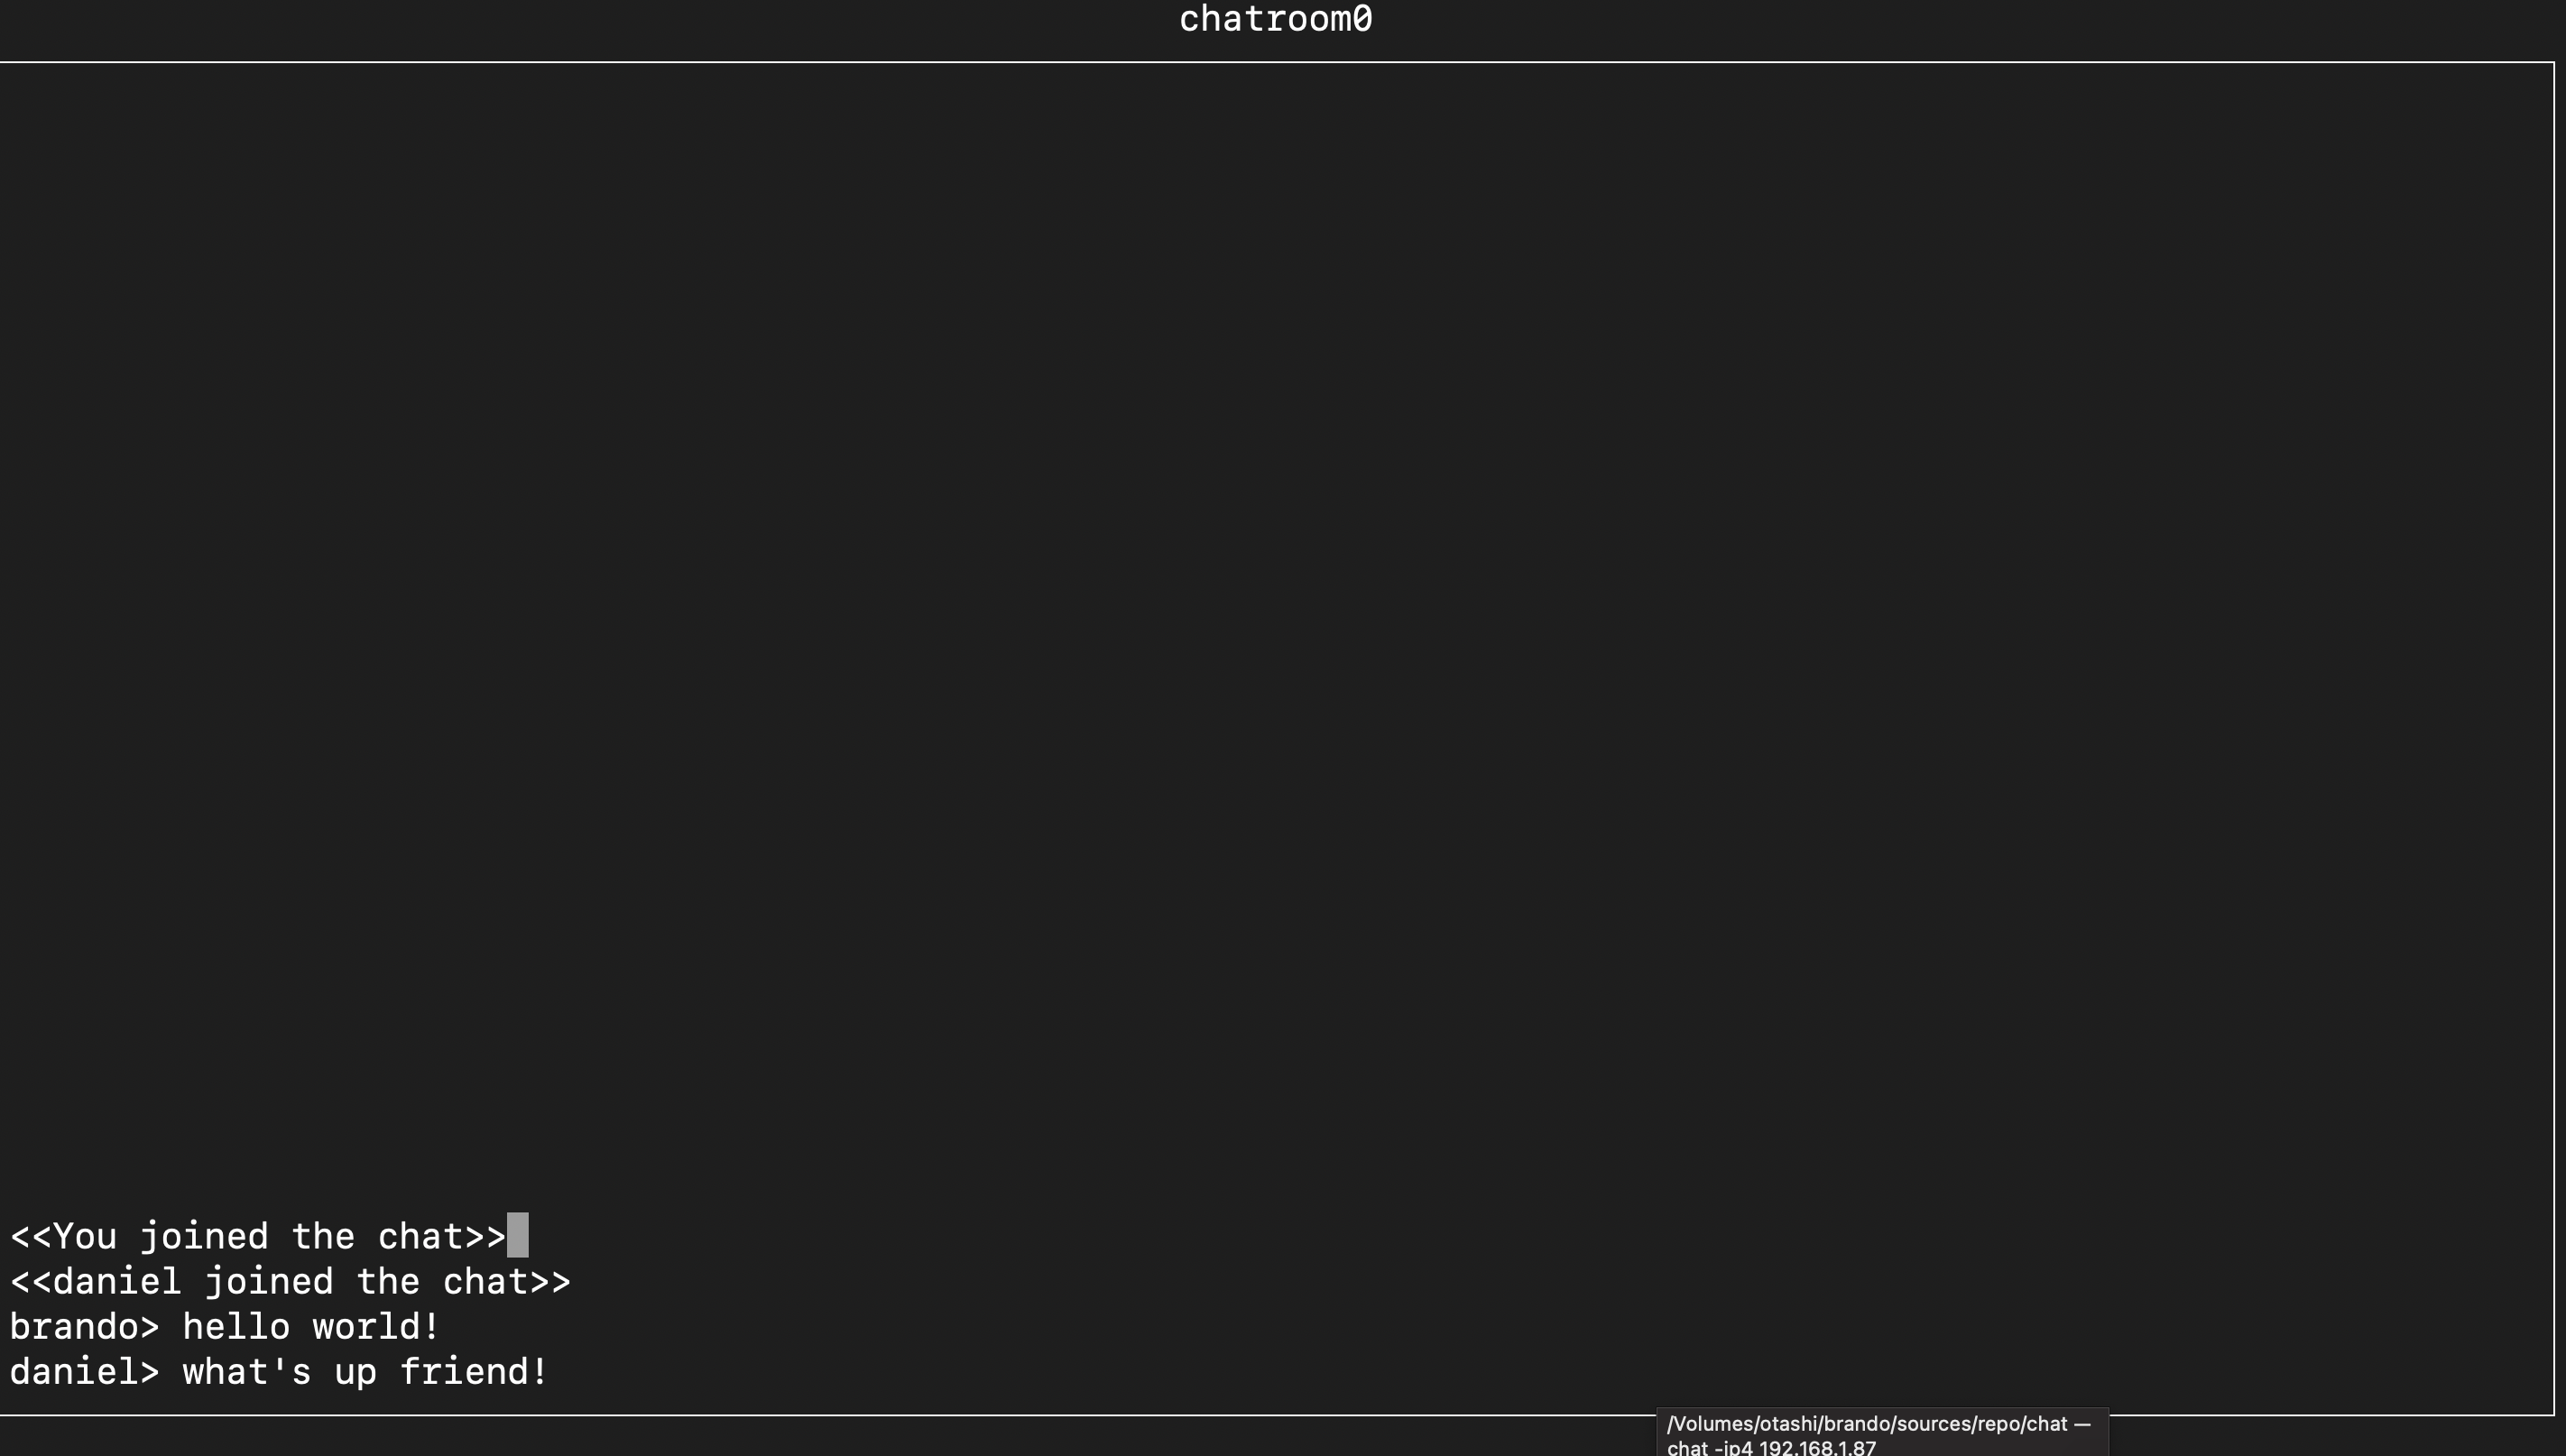 chatroom0
<<You joined the chat>>
<<daniel joined the chat>>
brando> hello world!
daniel> what's up friend!
/Volumes/otashi/brando/sources/repo/chat —
chat -ip4 192.168.1.87